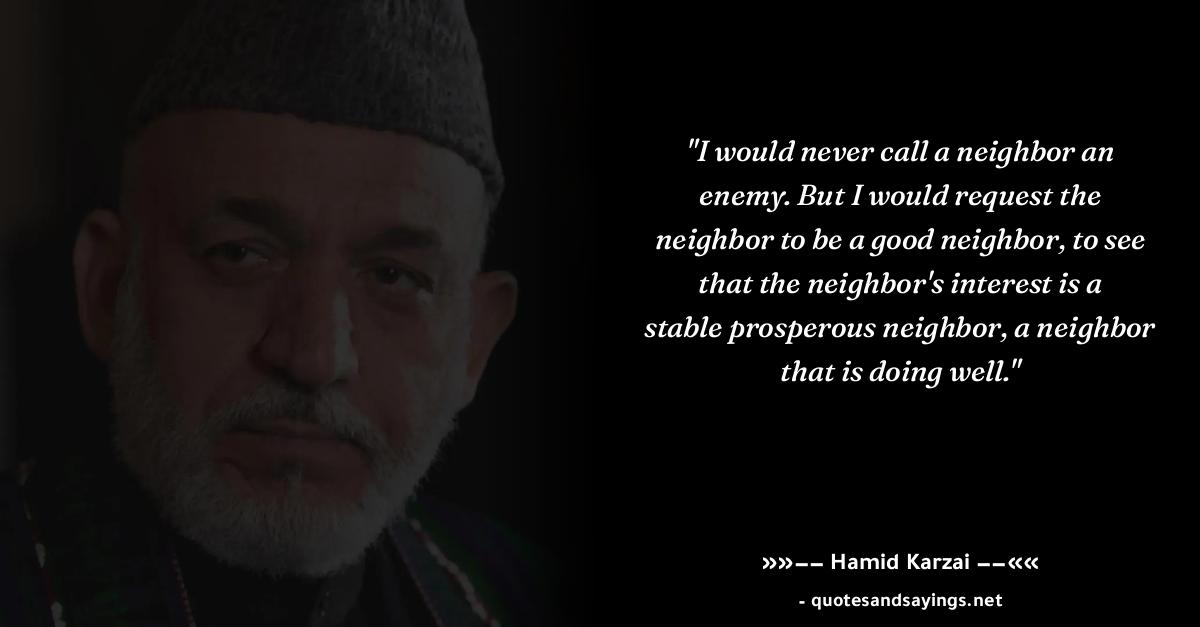 "I would never call a neighbor an
enemy. But I would request the
neighbor to be a good neighbor, to see
that the neighbor's interest is a
stable prosperous neighbor, a neighbor
that is doing well."
»»−− Hamid Karzai −−««
- quotesandsayings.net